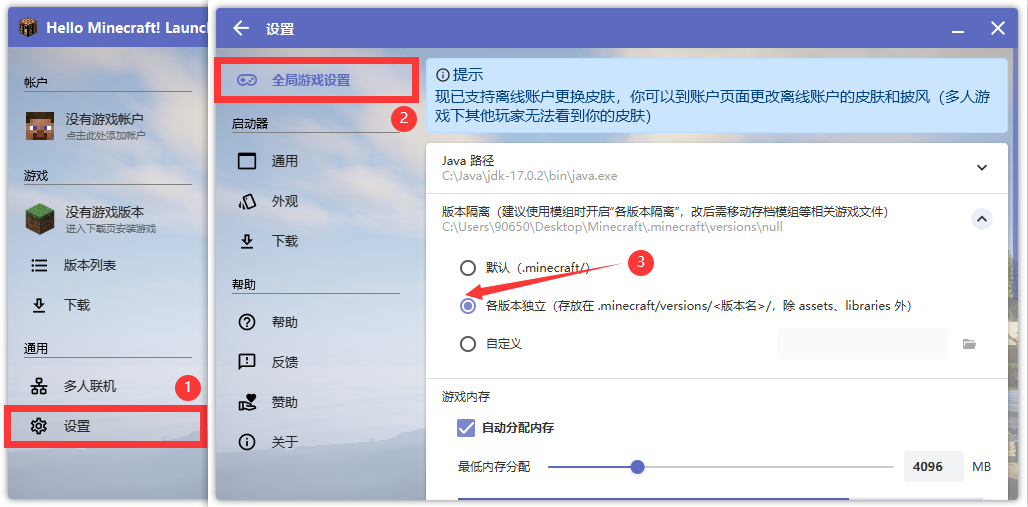 Hello Minecraft! Launc
帐户
没有游戏帐户
点击此处添加帐户
游戏
没有游戏版本
进入下载页安装游戏
版本列表
下载
通用
多人联机
1
设置
设置
全局游戏设置
2
启动器
通用
外观
下载
帮助
帮助
反馈
赞助
关于
提示
现已支持离线账户更换皮肤，你可以到账户页面更改离线账户的皮肤和披风（多人游
戏下其他玩家无法看到你的皮肤）
Java 路径
C:\Java\jdk-17.0.2\bin\java.exe
版本隔离（建议使用模组时开启“各版本隔离”，改后需移动存档模组等相关游戏文件）
C:\Users\90650\Desktop\Minecraft\.minecraft\versions\null
默认（.minecraft/）
3
各版本独立（存放在 .minecraft/versions/<版本名>/，除 assets、libraries 外）
自定义
游戏内存
自动分配内存
最低内存分配 4096 MB